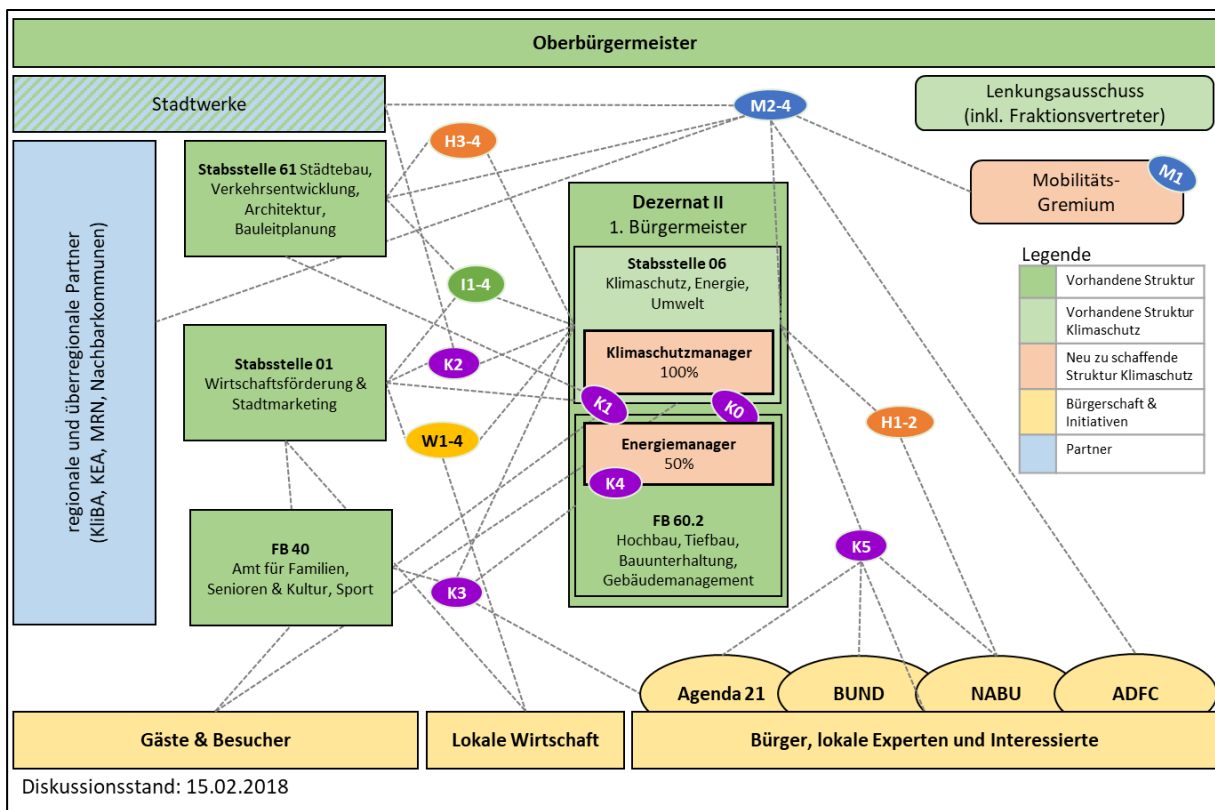 Oberbürgermeister
Stadtwerke
M2-4
Lenkungsausschuss
(inkl. Fraktionsvertreter)
regionale und überregionale Partner
(KliBA, KEA, MRN, Nachbarkommunen)
Stabsstelle 61 Städtebau,
Verkehrsentwicklung,
Architektur,
Bauleitplanung
H3-4
Mobilitäts-
Gremium
M1
Dezernat II
1. Bürgermeister
Stabsstelle 06
Klimaschutz, Energie,
Umwelt
Klimaschutzmanager
100%
I1-4
K2
K1
K0
Legende
Vorhandene Struktur
Vorhandene Struktur
Klimaschutz
Neu zu schaffende
Struktur Klimaschutz
Bürgerschaft &
Initiativen
Partner
Stabsstelle 01
Wirtschaftsförderung &
Stadtmarketing
W1-4
H1-2
Energiemanager
50%
K4
FB 60.2
Hochbau, Tiefbau,
Bauunterhaltung,
Gebäudemanagement
FB 40
Amt für Familien,
Senioren & Kultur, Sport
K3
K5
Agenda 21
BUND
NABU
ADFC
Gäste & Besucher
Lokale Wirtschaft
Bürger, lokale Experten und Interessierte
Diskussionsstand: 15.02.2018